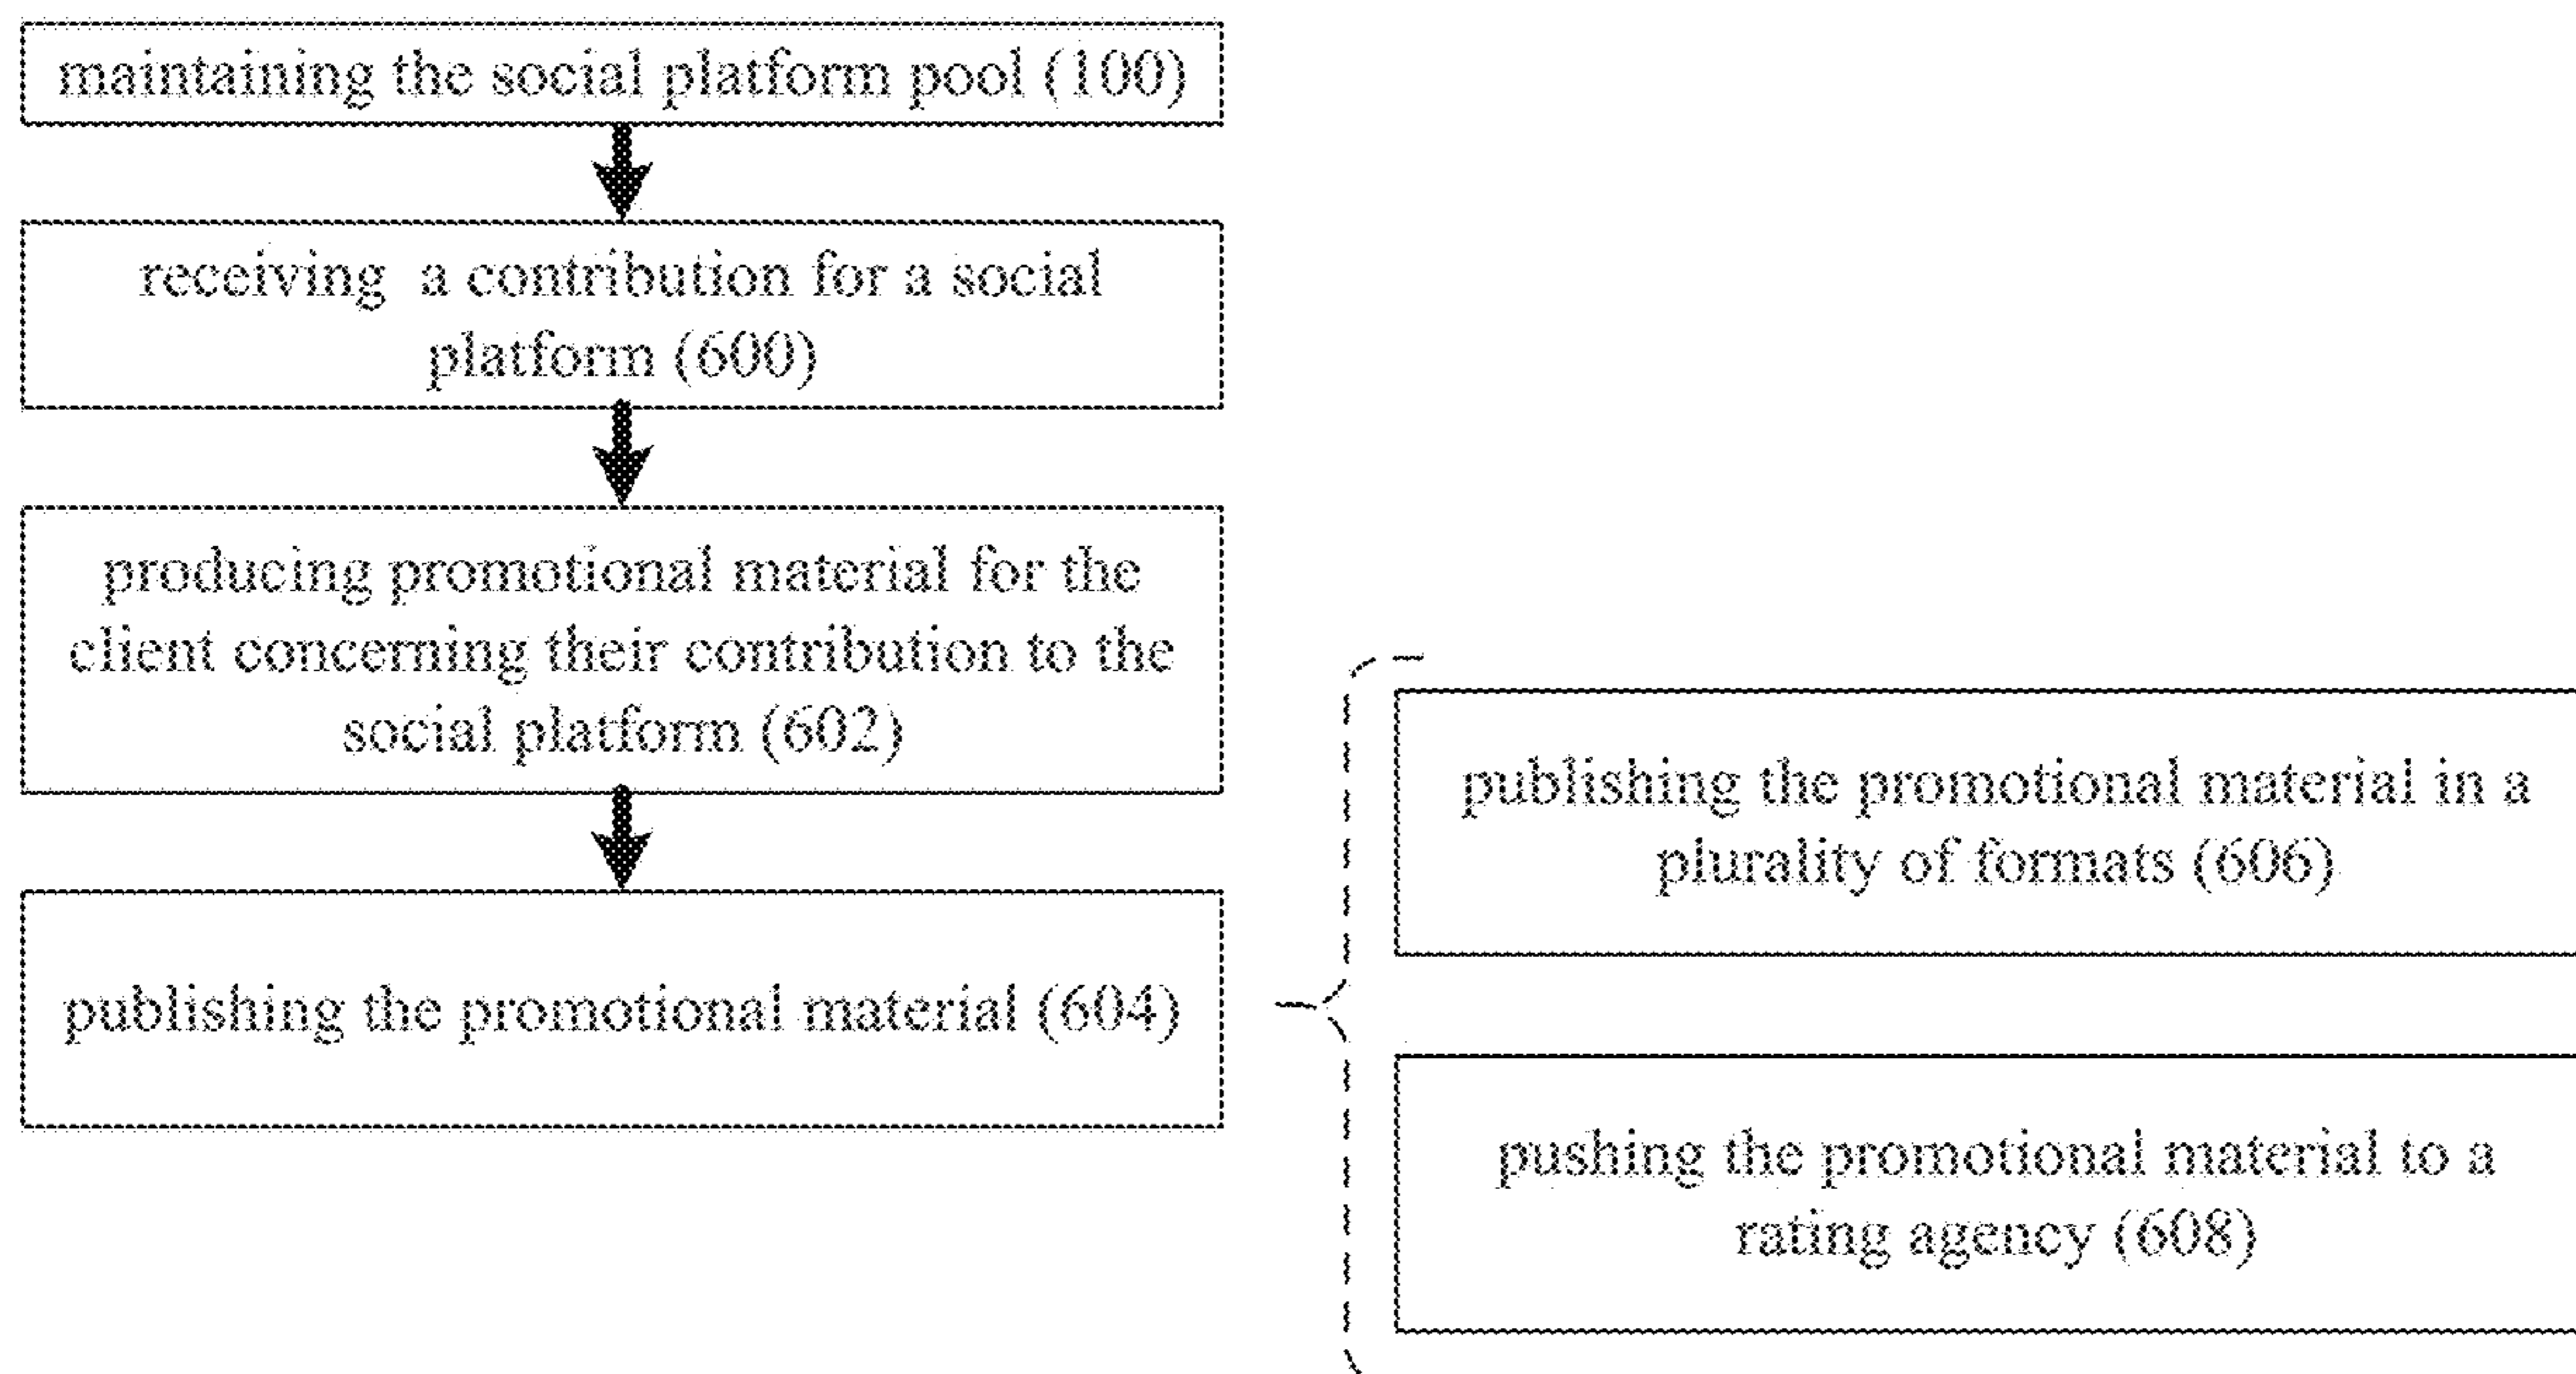 maintaining the social platform pool (100)
receiving a contribution for a social
platform (600)
producing promotional material for the
client concerning their contribution to the
social platform (602)
publishing the promotional material (604)
publishing the promotional material in a
plurality of formats (606)
pushing the promotional material to a
rating agency (608)